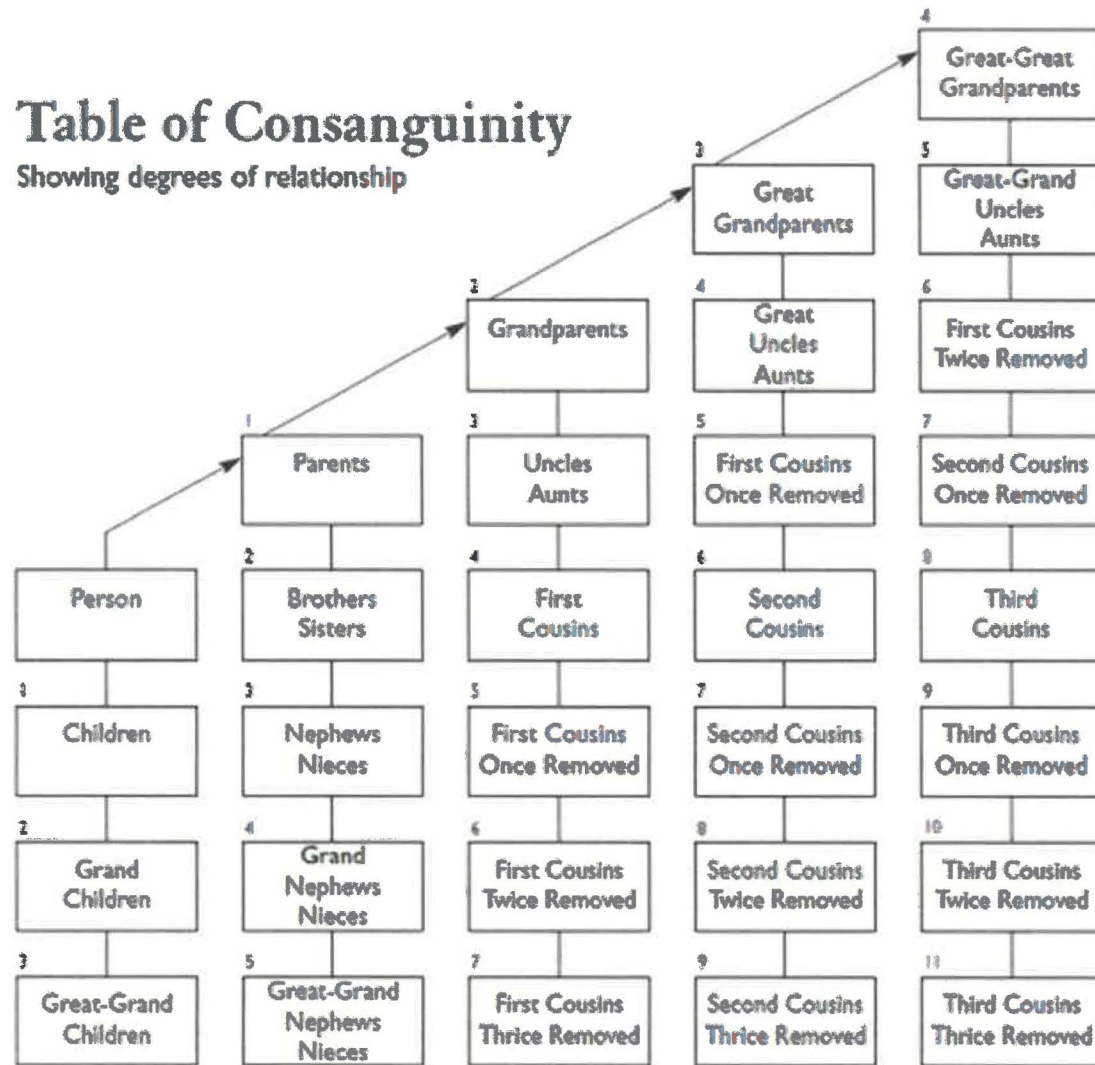 Table of Consanguinity
Showing degrees of relationship
Person
1
Children
2
Grand
Children
3
Great-Grand
Children
1
Parents
2
Brothers
Sisters
3
Nephews
Nieces
4
Grand
Nephews
Nieces
5
Great-Grand
Nephews
Nieces
2
Grandparents
3
Uncles
Aunts
4
First
Cousins
5
First Cousins
Once Removed
6
First Cousins
Twice Removed
7
First Cousins
Thrice Removed
3
Great
Grandparents
4
Great
Uncles
Aunts
5
First Cousins
Once Removed
6
Second
Cousins
7
Second Cousins
Once Removed
8
Second Cousins
Twice Removed
9
Second Cousins
Thrice Removed
4
Great-Great
Grandparents
5
Great-Grand
Uncles
Aunts
6
First Cousins
Twice Removed
7
Second Cousins
Once Removed
8
Third
Cousins
9
Third Cousins
Once Removed
10
Third Cousins
Twice Removed
11
Third Cousins
Thrice Removed